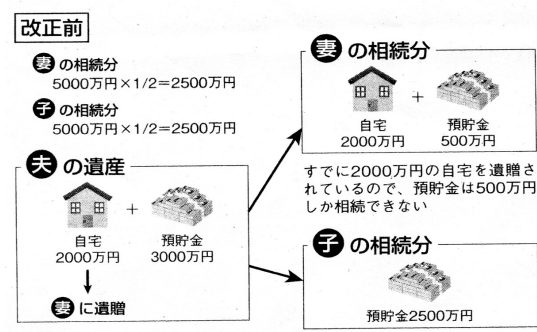 改正前
妻の相続分
5000万円×1/2=2500万円
子の相続分
5000万円×1/2=2500万円
夫の遺産
+
自宅
2000万円
預貯金
3000万円
妻に遺贈
妻の相続分
+
自宅
2000万円
預貯金
500万円
すでに2000万円の自宅を遺贈さ
れているので、預貯金は500万円
しか相続できない
子の相続分
預貯金2500万円